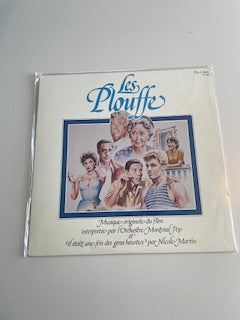 Les
Plouffe
Musique originale du film
interprétée par l'Orchestre Montreal Pop
et
Il était une fois des gens heureux par Nicole Martin